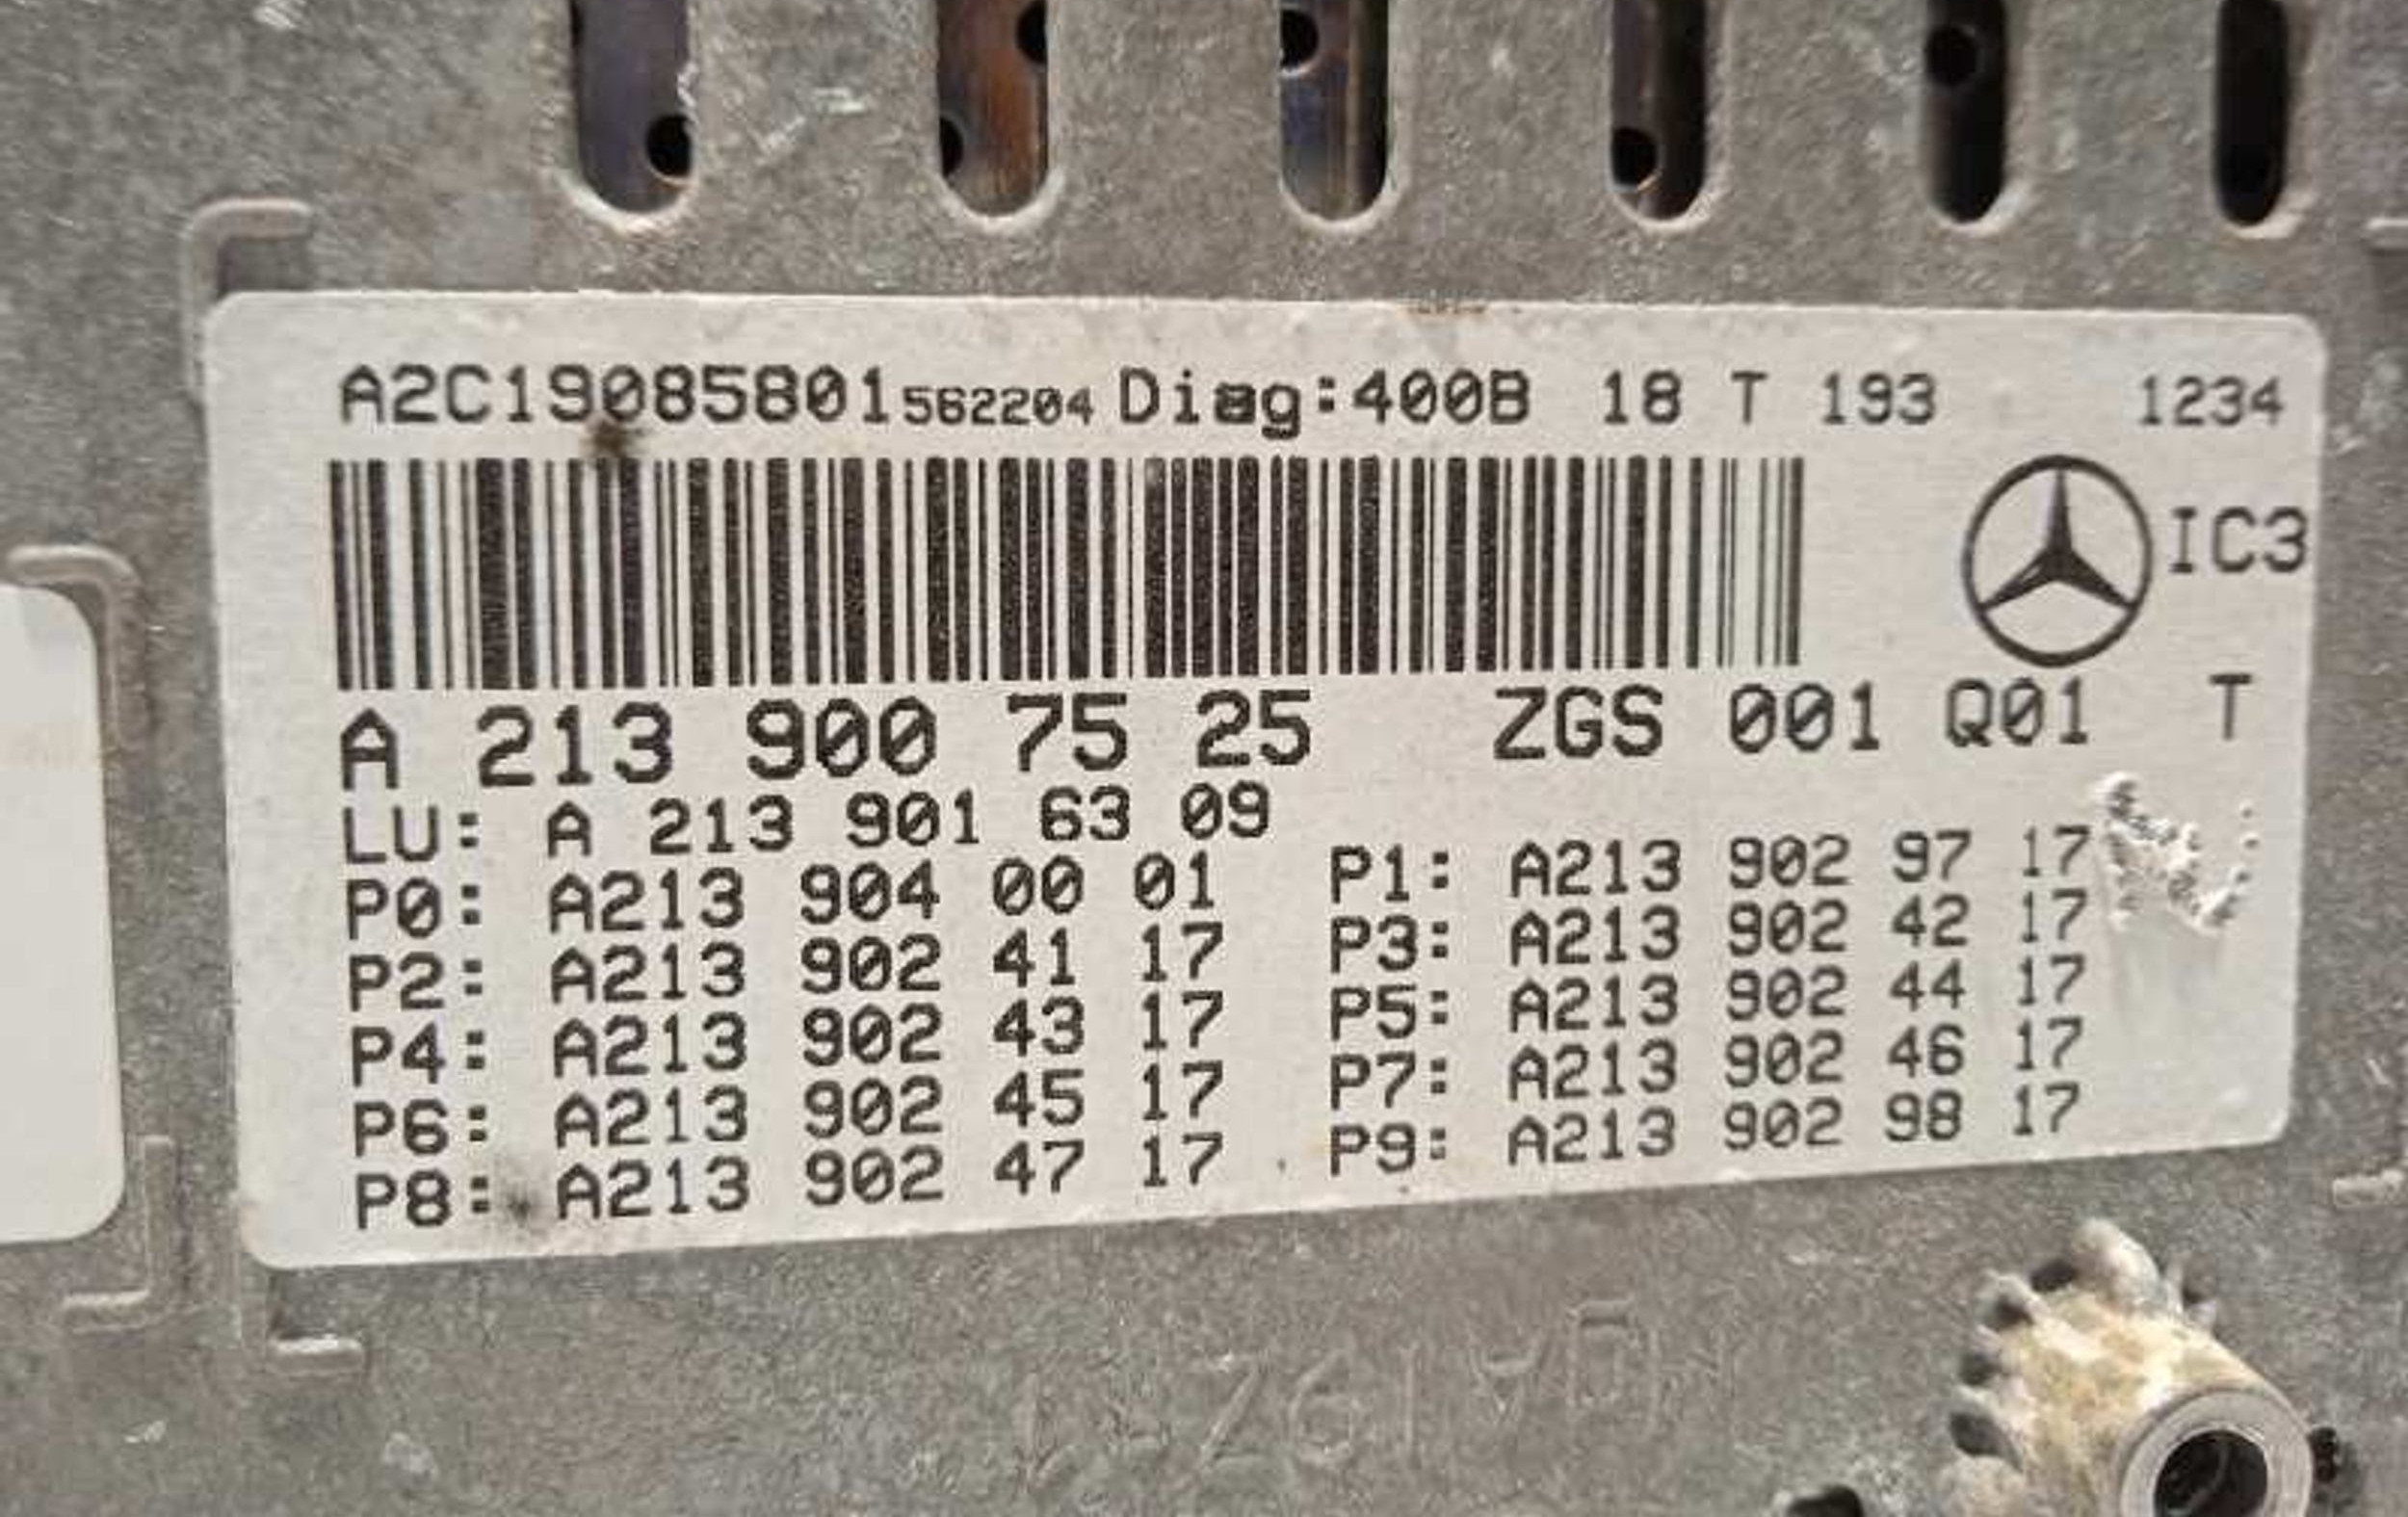 A2C19085801 562204 Diag:400B 18 T 193 1234
IC3
A 213 900 75 25 ZGS 001 Q01 T
LU: A 213 901 63 09
P0: A213 904 00 01 P1: A213 902 97 17
P2: A213 902 41 17 P3: A213 902 42 17
P4: A213 902 43 17 P5: A213 902 44 17
P6: A213 902 45 17 P7: A213 902 46 17
P8: A213 902 47 17 P9: A213 902 98 17